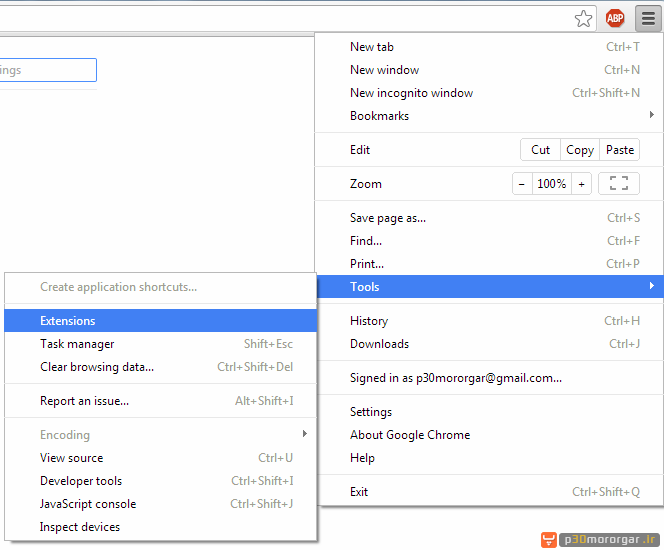 ABP
ings
New tab Ctrl+T
New window Ctrl+N
New incognito window Ctrl+Shift+N
Bookmarks
Edit Cut Copy Paste
Zoom − 100% +
Save page as... Ctrl+S
Find... Ctrl+F
Print... Ctrl+P
Tools
History Ctrl+H
Downloads Ctrl+J
Signed in as p30mororgar@gmail.com...
Settings
About Google Chrome
Help
Exit Ctrl+Shift+Q
Create application shortcuts...
Extensions
Task manager Shift+Esc
Clear browsing data... Ctrl+Shift+Del
Report an issue... Alt+Shift+I
Encoding
View source Ctrl+U
Developer tools Ctrl+Shift+I
JavaScript console Ctrl+Shift+J
Inspect devices
p30mororgar.ir